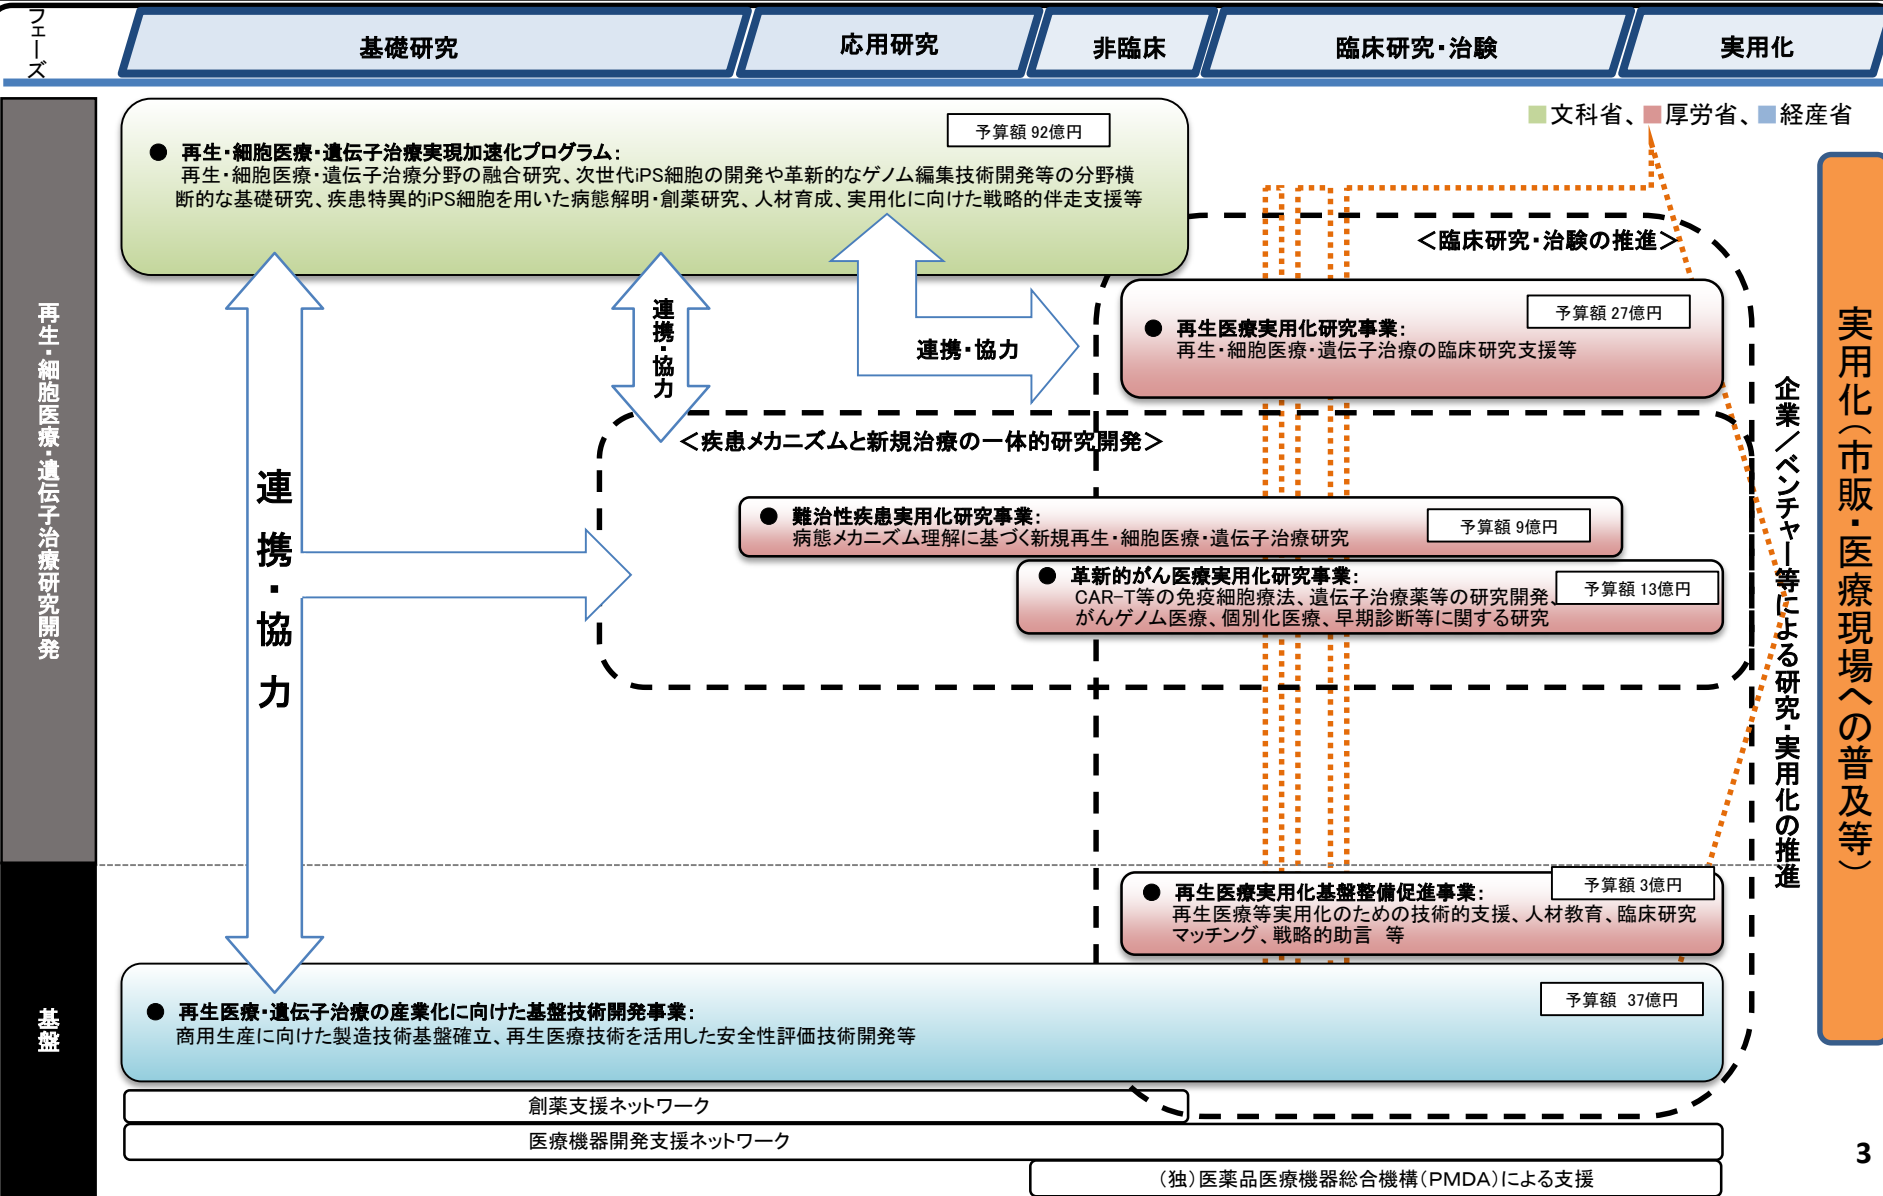 フェーズ
基礎研究
応用研究
非臨床
臨床研究・治験
実用化
■文科省、■厚労省、■経産省
再生・細胞医療・遺伝子治療研究開発
基盤
予算額 92億円
● 再生・細胞医療・遺伝子治療実現加速化プログラム：
再生・細胞医療・遺伝子治療分野の融合研究、次世代iPS細胞の開発や革新的なゲノム編集技術開発等の分野横
断的な基礎研究、疾患特異的iPS細胞を用いた病態解明・創薬研究、人材育成、実用化に向けた戦略的伴走支援等
＜臨床研究・治験の推進＞
予算額 27億円
● 再生医療実用化研究事業：
再生・細胞医療・遺伝子治療の臨床研究支援等
連携・協力
連携・協力
連携・協力
＜疾患メカニズムと新規治療の一体的研究開発＞
● 難治性疾患実用化研究事業：
予算額 9億円
病態メカニズム理解に基づく新規再生・細胞医療・遺伝子治療研究
● 革新的がん医療実用化研究事業：
予算額 13億円
CAR-T等の免疫細胞療法、遺伝子治療薬等の研究開発、
がんゲノム医療、個別化医療、早期診断等に関する研究
企業／ベンチャー等による研究・実用化の推進
実用化（市販・医療現場への普及等）
予算額 3億円
● 再生医療実用化基盤整備促進事業：
再生医療等実用化のための技術的支援、人材教育、臨床研究
マッチング、戦略的助言 等
予算額 37億円
● 再生医療・遺伝子治療の産業化に向けた基盤技術開発事業：
商用生産に向けた製造技術基盤確立、再生医療技術を活用した安全性評価技術開発等
創薬支援ネットワーク
医療機器開発支援ネットワーク
（独）医薬品医療機器総合機構（PMDA）による支援
3